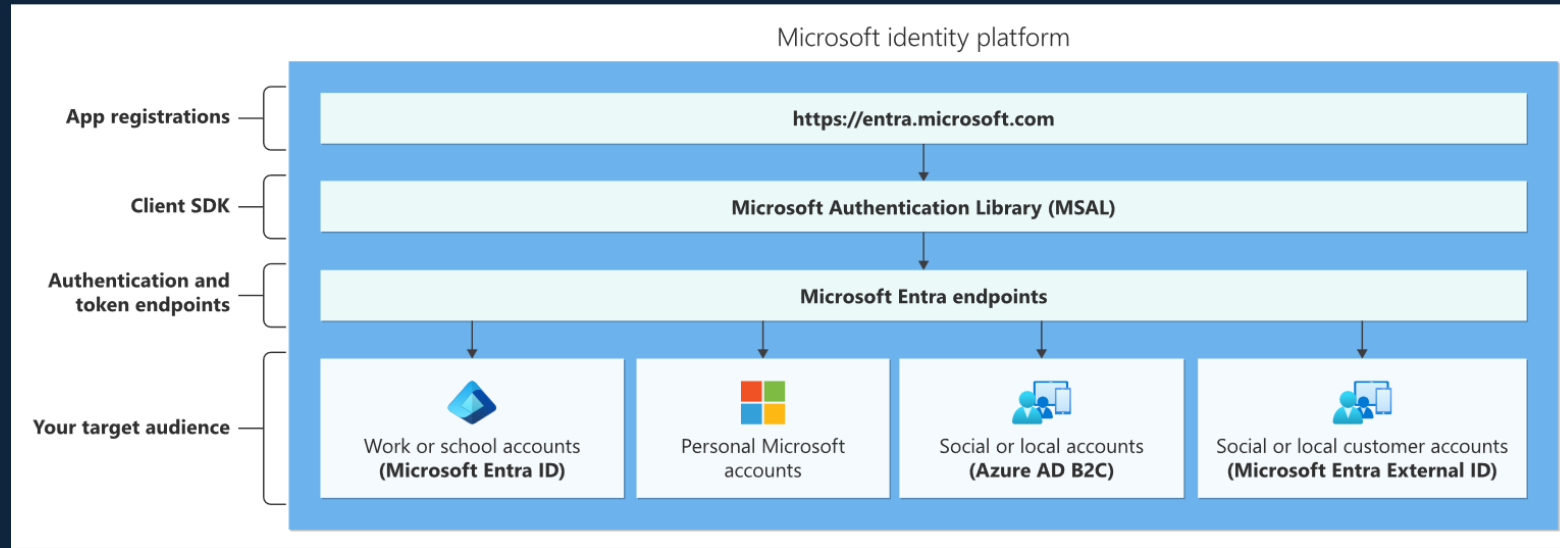 Microsoft identity platform
App registrations
https://entra.microsoft.com
Client SDK
Microsoft Authentication Library (MSAL)
Authentication and
token endpoints
Microsoft Entra endpoints
Your target audience
Work or school accounts
(Microsoft Entra ID)
Personal Microsoft
accounts
Social or local accounts
(Azure AD B2C)
Social or local customer accounts
(Microsoft Entra External ID)